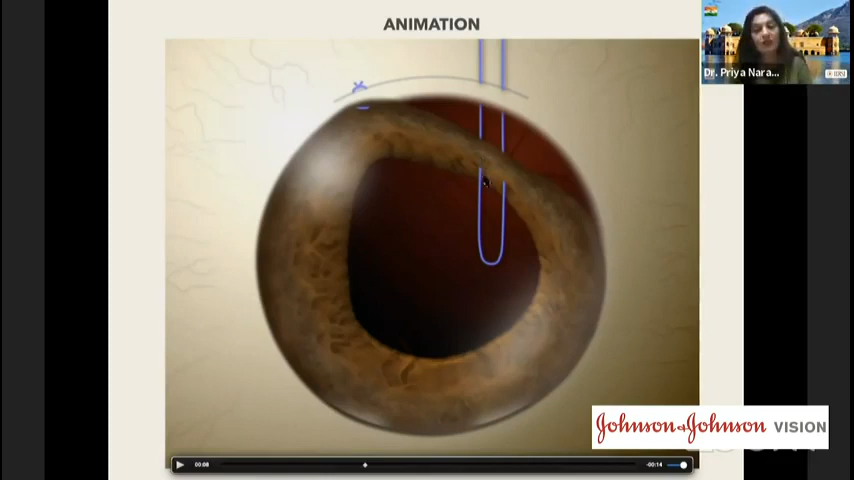 ANIMATION
Dr. Priya Nara...
Johnson & Johnson VISION
00:08
-00:14